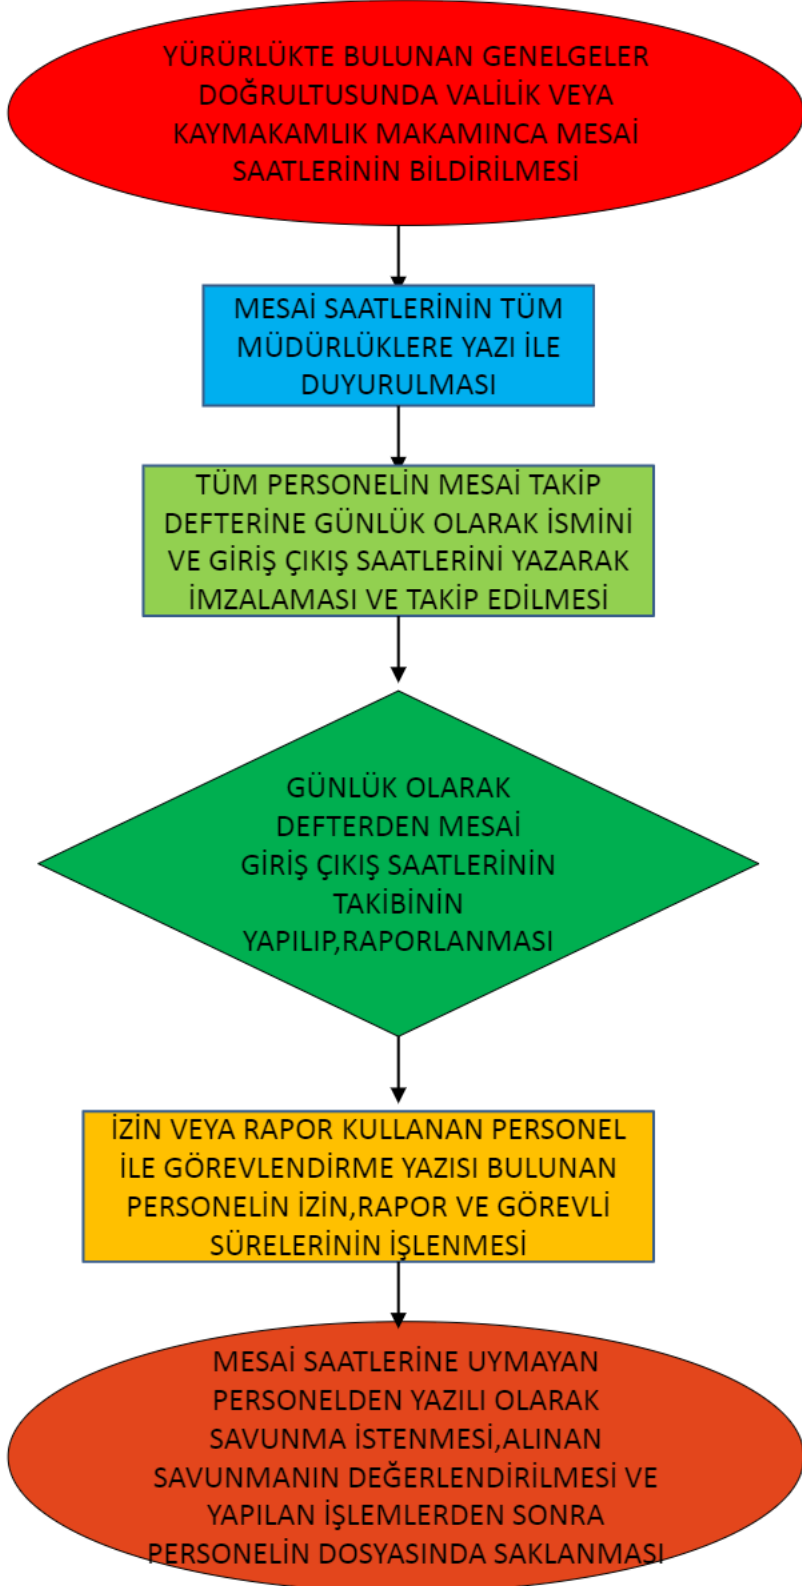 YÜRÜRLÜKTE BULUNAN GENELGELER
DOĞRULTUSUNDA VALİLİK VEYA
KAYMAKAMLIK MAKAMINCA MESAİ
SAATLERİNİN BİLDİRİLMESİ
MESAİ SAATLERİNİN TÜM
MÜDÜRLÜKLERE YAZI İLE
DUYURULMASI
TÜM PERSONELİN MESAİ TAKİP
DEFTERİNE GÜNLÜK OLARAK İSMİNİ
VE GİRİŞ ÇIKIŞ SAATLERİNİ YAZARAK
İMZALAMASI VE TAKİP EDİLMESİ
GÜNLÜK OLARAK
DEFTERDEN MESAİ
GİRİŞ ÇIKIŞ SAATLERİNİN
TAKİBİNİN
YAPILIP,RAPORLANMASI
İZİN VEYA RAPOR KULLANAN PERSONEL
İLE GÖREVLENDİRME YAZISI BULUNAN
PERSONELİN İZİN,RAPOR VE GÖREVLİ
SÜRELERİNİN İŞLENMESİ
MESAİ SAATLERİNE UYMAYAN
PERSONELDEN YAZILI OLARAK
SAVUNMA İSTENMESİ,ALINAN
SAVUNMANIN DEĞERLENDİRİLMESİ VE
YAPILAN İŞLEMLERDEN SONRA
PERSONELİN DOSYASINDA SAKLANMASI